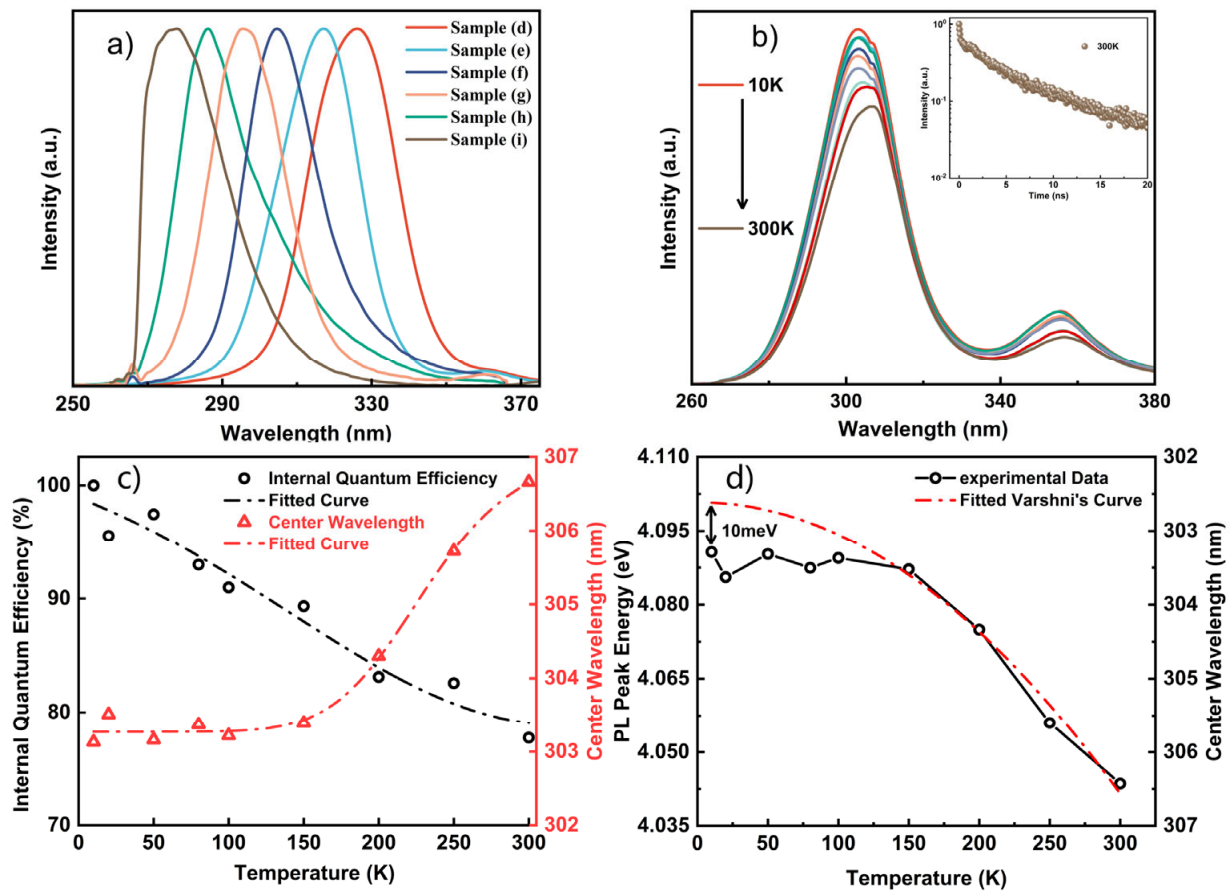 a)
Sample (d)
Sample (e)
Sample (f)
Sample (g)
Sample (h)
Sample (i)
Intensity (a.u.)
250 290 330 370
Wavelength (nm)
b)
10K
300K
Intensity (a.u.)
260 300 340 380
Wavelength (nm)
10^0
10^-1
10^-2
300K
Intensity (a.u.)
0 5 10 15 20
Time (ns)
c)
Internal Quantum Efficiency
Fitted Curve
Center Wavelength
Fitted Curve
Internal Quantum Efficiency (%)
100
90
80
70
307
306
305
304
303
302
Center Wavelength (nm)
0 50 100 150 200 250 300
Temperature (K)
d)
experimental Data
Fitted Varshni's Curve
10meV
PL Peak Energy (eV)
4.110
4.095
4.080
4.065
4.050
4.035
302
303
304
305
306
307
Center Wavelength (nm)
0 50 100 150 200 250 300
Temperature (K)